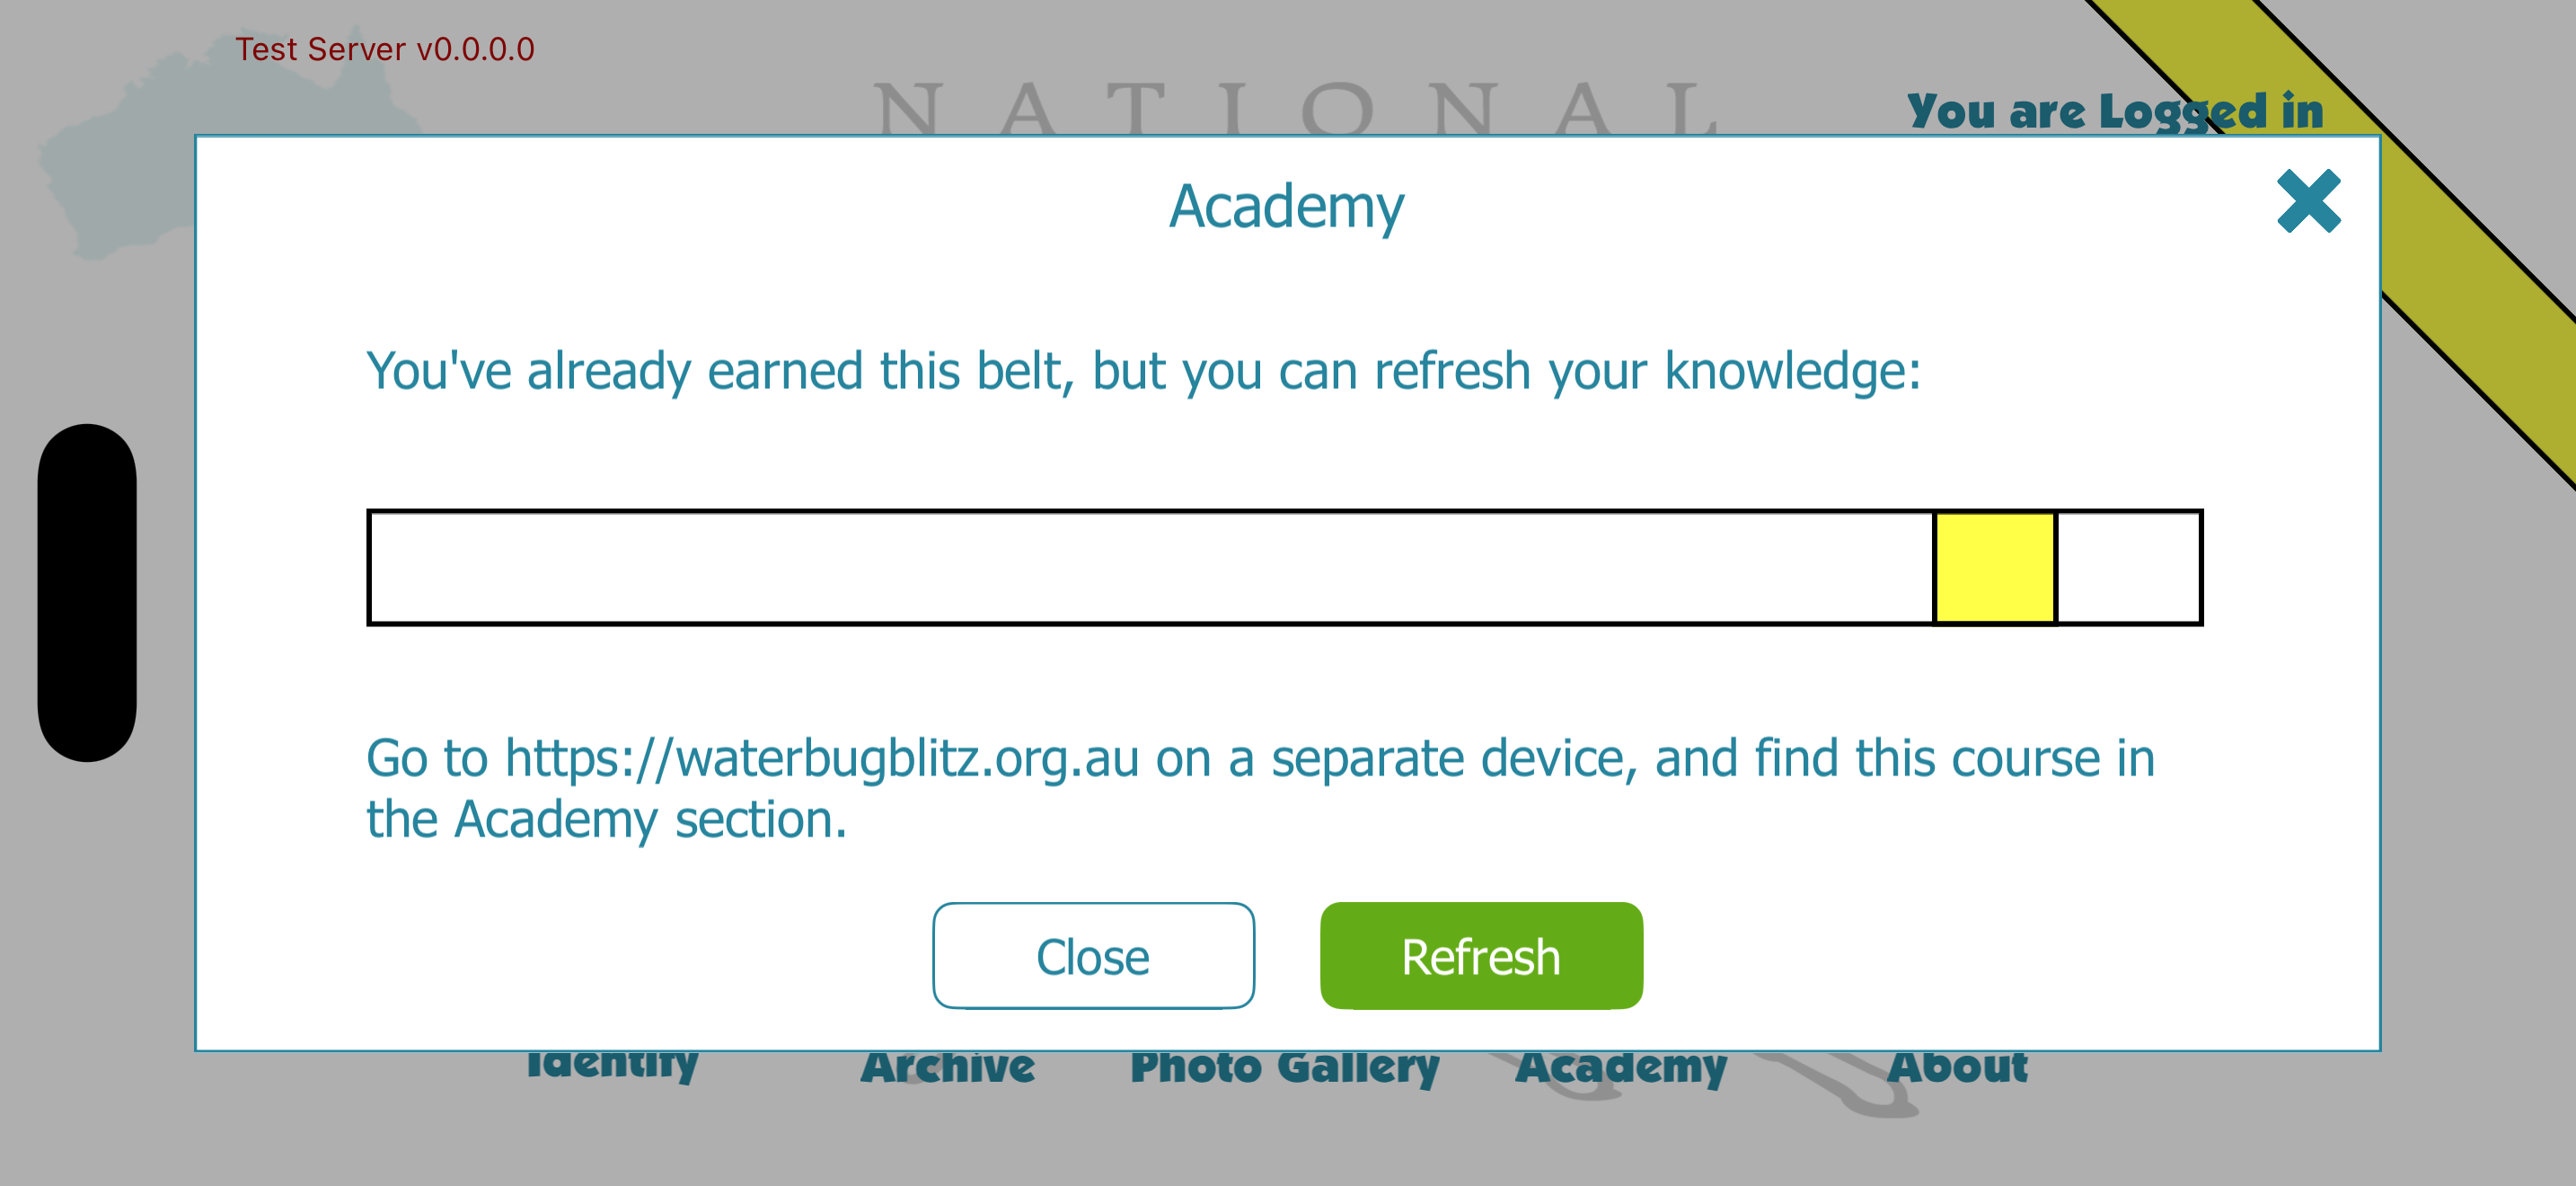 Test Server v0.0.0.0
NATIONAL
You are Logged in
Academy
You've already earned this belt, but you can refresh your knowledge:
Go to https://waterbugblitz.org.au on a separate device, and find this course in
the Academy section.
Close Refresh
Identify Archive Photo Gallery Academy About